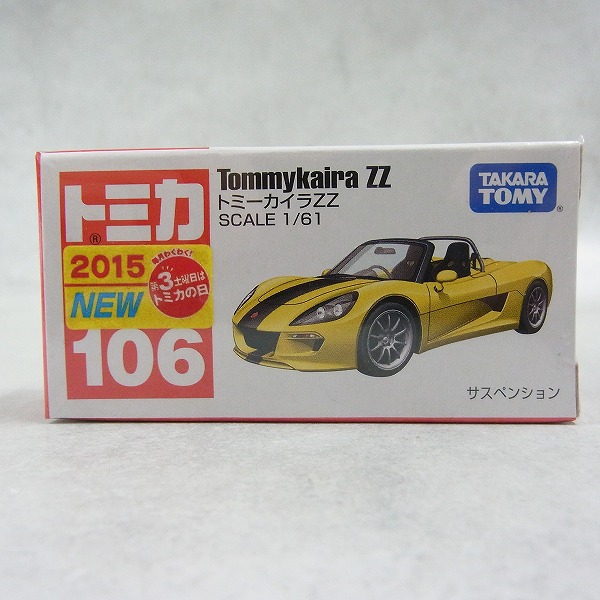 トミカ
®
2015
NEW
毎月わくわく!
第3土曜日は
トミカの日
106
Tommykaira ZZ
トミーカイラZZ
SCALE 1/61
TAKARA
TOMY
®
サスペンション